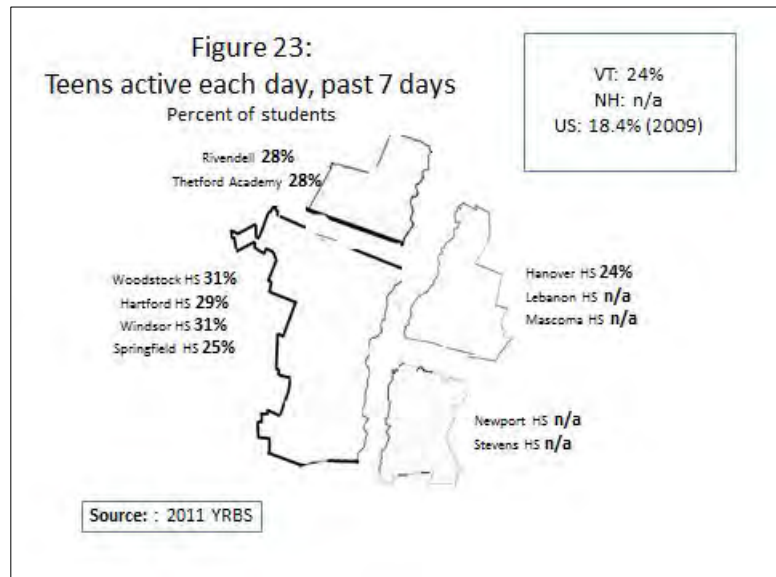 Figure 23:
Teens active each day, past 7 days
Percent of students
VT: 24%
NH: n/a
US: 18.4% (2009)
Rivendell 28%
Thetford Academy 28%
Woodstock HS 31%
Hartford HS 29%
Windsor HS 31%
Springfield HS 25%
Hanover HS 24%
Lebanon HS n/a
Mascoma HS n/a
Newport HS n/a
Stevens HS n/a
Source: : 2011 YRBS